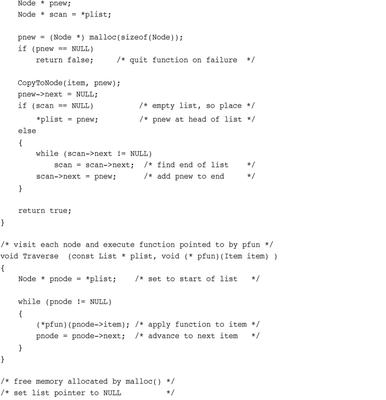 Node * pnew;
Node * scan = *plist;
pnew = (Node *) malloc(sizeof(Node));
if (pnew == NULL)
return false; /* quit function on failure */
CopyToNode(item, pnew);
pnew->next = NULL;
if (scan == NULL) /* empty list, so place */
*plist = pnew; /* pnew at head of list */
else
{
while (scan->next != NULL)
scan = scan->next; /* find end of list */
scan->next = pnew; /* add pnew to end */
}
return true;
}
/* visit each node and execute function pointed to by pfun */
void Traverse (const List * plist, void (* pfun)(Item item) )
{
Node * pnode = *plist; /* set to start of list */
while (pnode != NULL)
{
(*pfun)(pnode->item); /* apply function to item */
pnode = pnode->next; /* advance to next item */
}
}
/* free memory allocated by malloc() */
/* set list pointer to NULL */